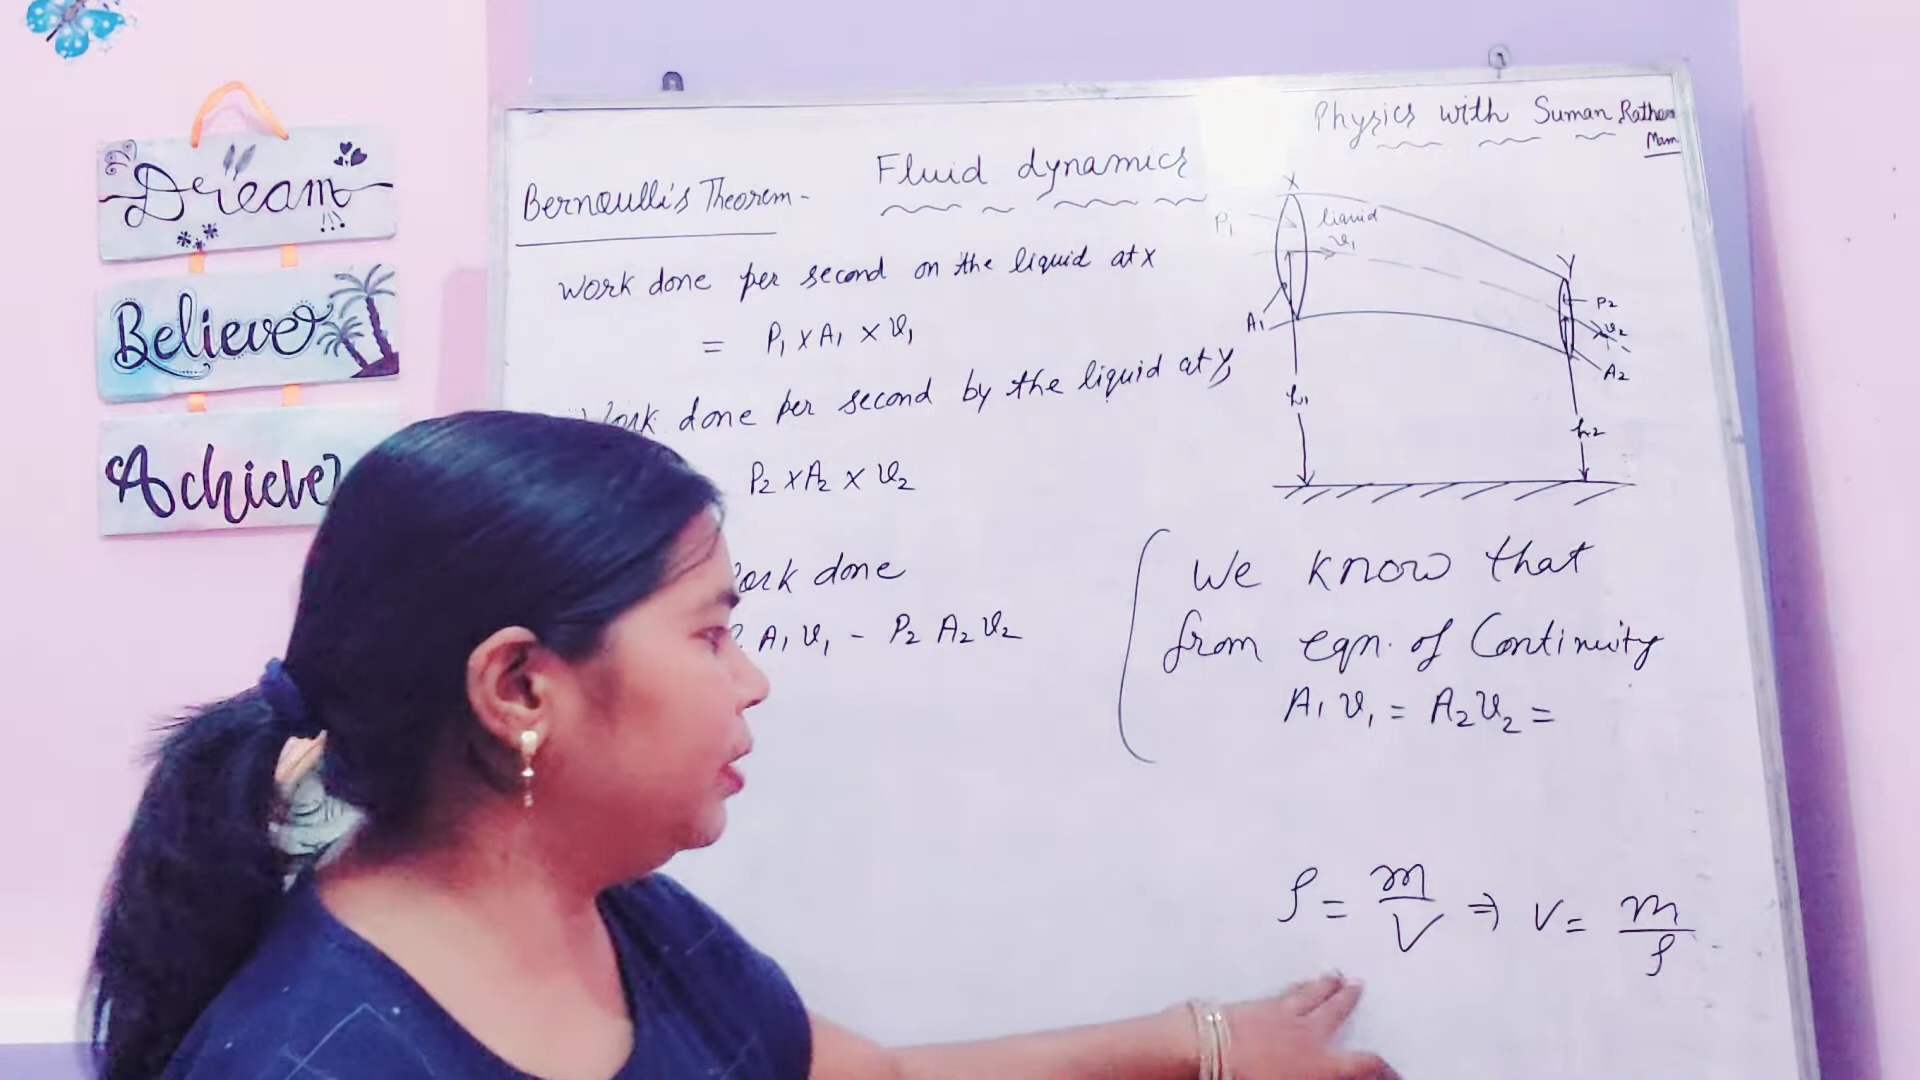 Dream
Believe
Achieve
Physics with Suman Rathore
Mam
Fluid dynamics
Bernoulli's Theorem -
Work done per second on the liquid at X
= P₁ × A₁ × v₁
Work done per second by the liquid at Y,
P₂ × A₂ × v₂
work done
P₁ A₁ v₁ - P₂ A₂ v₂
X
P₁
liquid
v₁
A₁
h₁
Y
P₂
v₂
A₂
h₂
We know that
from eqn. of Continuity
A₁ v₁ = A₂ v₂ =
ρ = m/V ⇒ V = m/ρ